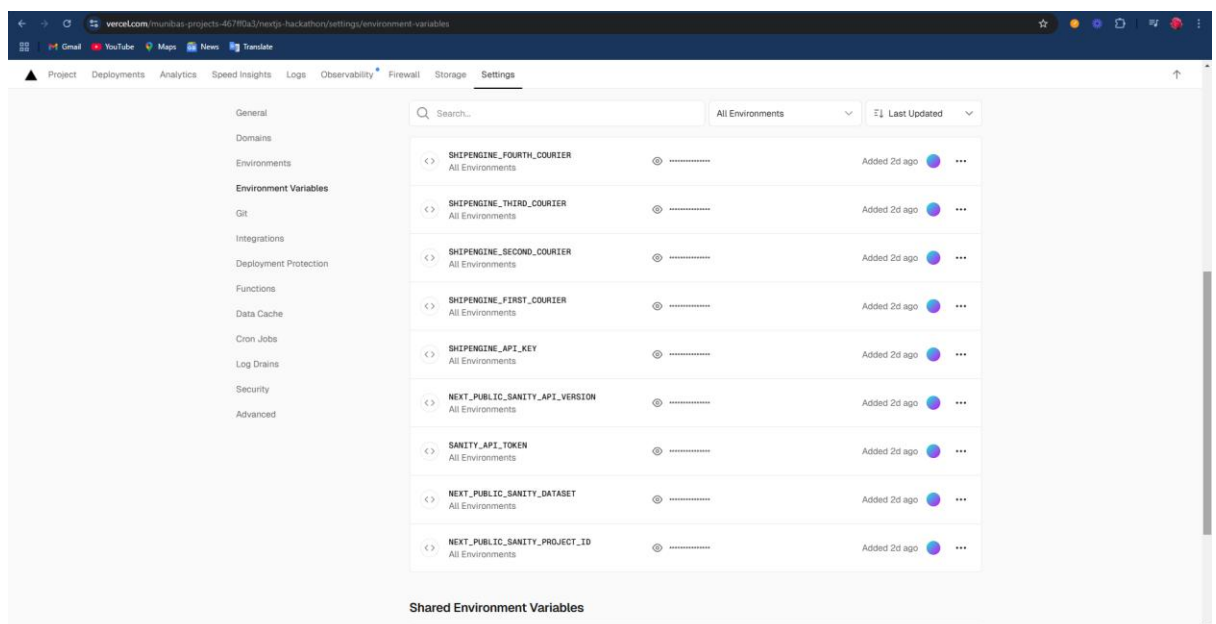 vercel.com/munibas-projects-467ff0a3/nextjs-hackathon/settings/environment-variables
Gmail YouTube Maps News Translate
Project Deployments Analytics Speed Insights Logs Observability Firewall Storage Settings
General
Domains
Environments
Environment Variables
Git
Integrations
Deployment Protection
Functions
Data Cache
Cron Jobs
Log Drains
Security
Advanced
Search... All Environments Last Updated
SHIPENGINE_FOURTH_COURIER
All Environments
Added 2d ago
SHIPENGINE_THIRD_COURIER
All Environments
Added 2d ago
SHIPENGINE_SECOND_COURIER
All Environments
Added 2d ago
SHIPENGINE_FIRST_COURIER
All Environments
Added 2d ago
SHIPENGINE_API_KEY
All Environments
Added 2d ago
NEXT_PUBLIC_SANITY_API_VERSION
All Environments
Added 2d ago
SANITY_API_TOKEN
All Environments
Added 2d ago
NEXT_PUBLIC_SANITY_DATASET
All Environments
Added 2d ago
NEXT_PUBLIC_SANITY_PROJECT_ID
All Environments
Added 2d ago
Shared Environment Variables